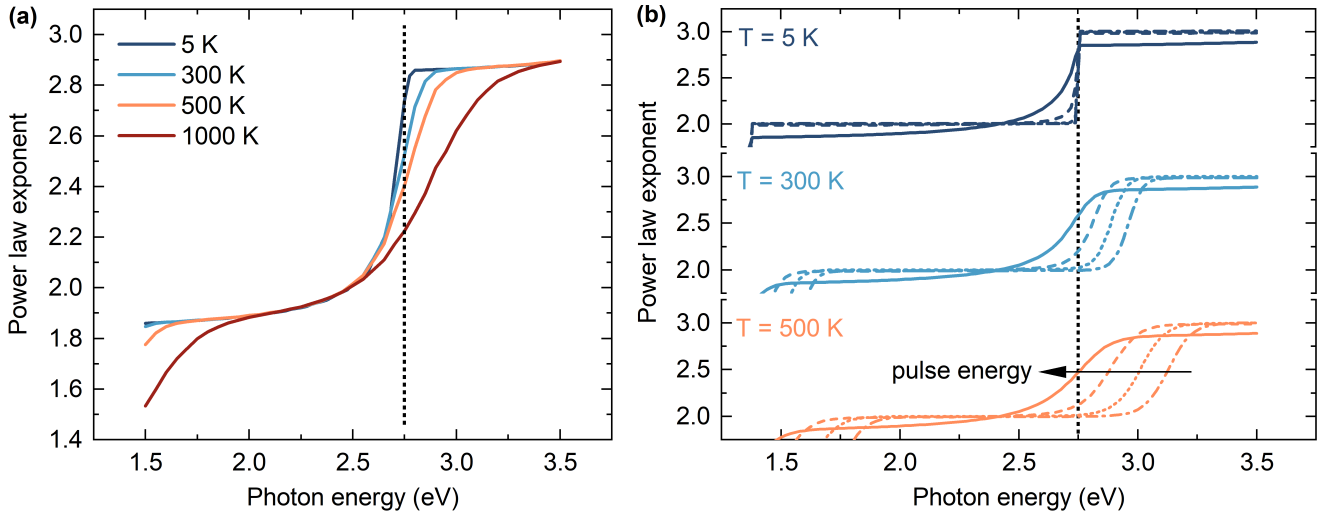 (a)
Power law exponent
3.0
2.8
2.6
2.4
2.2
2.0
1.8
1.6
1.4
5 K
300 K
500 K
1000 K
1.5
2.0
2.5
3.0
3.5
Photon energy (eV)
(b)
Power law exponent
T = 5 K
3.0
2.5
2.0
Power law exponent
T = 300 K
3.0
2.5
2.0
T = 500 K
3.0
2.5
2.0
pulse energy
1.5
2.0
2.5
3.0
3.5
Photon energy (eV)